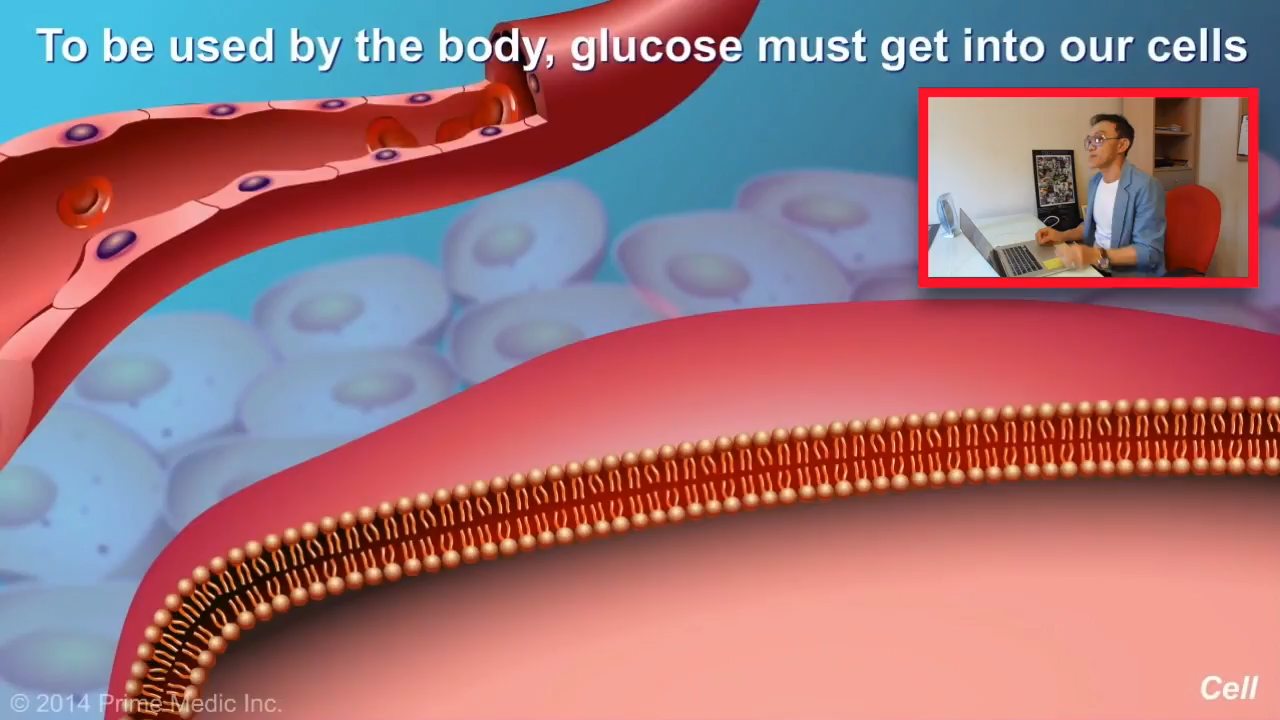 To be used by the body, glucose must get into our cells
Cell
© 2014 Prime Medic Inc.